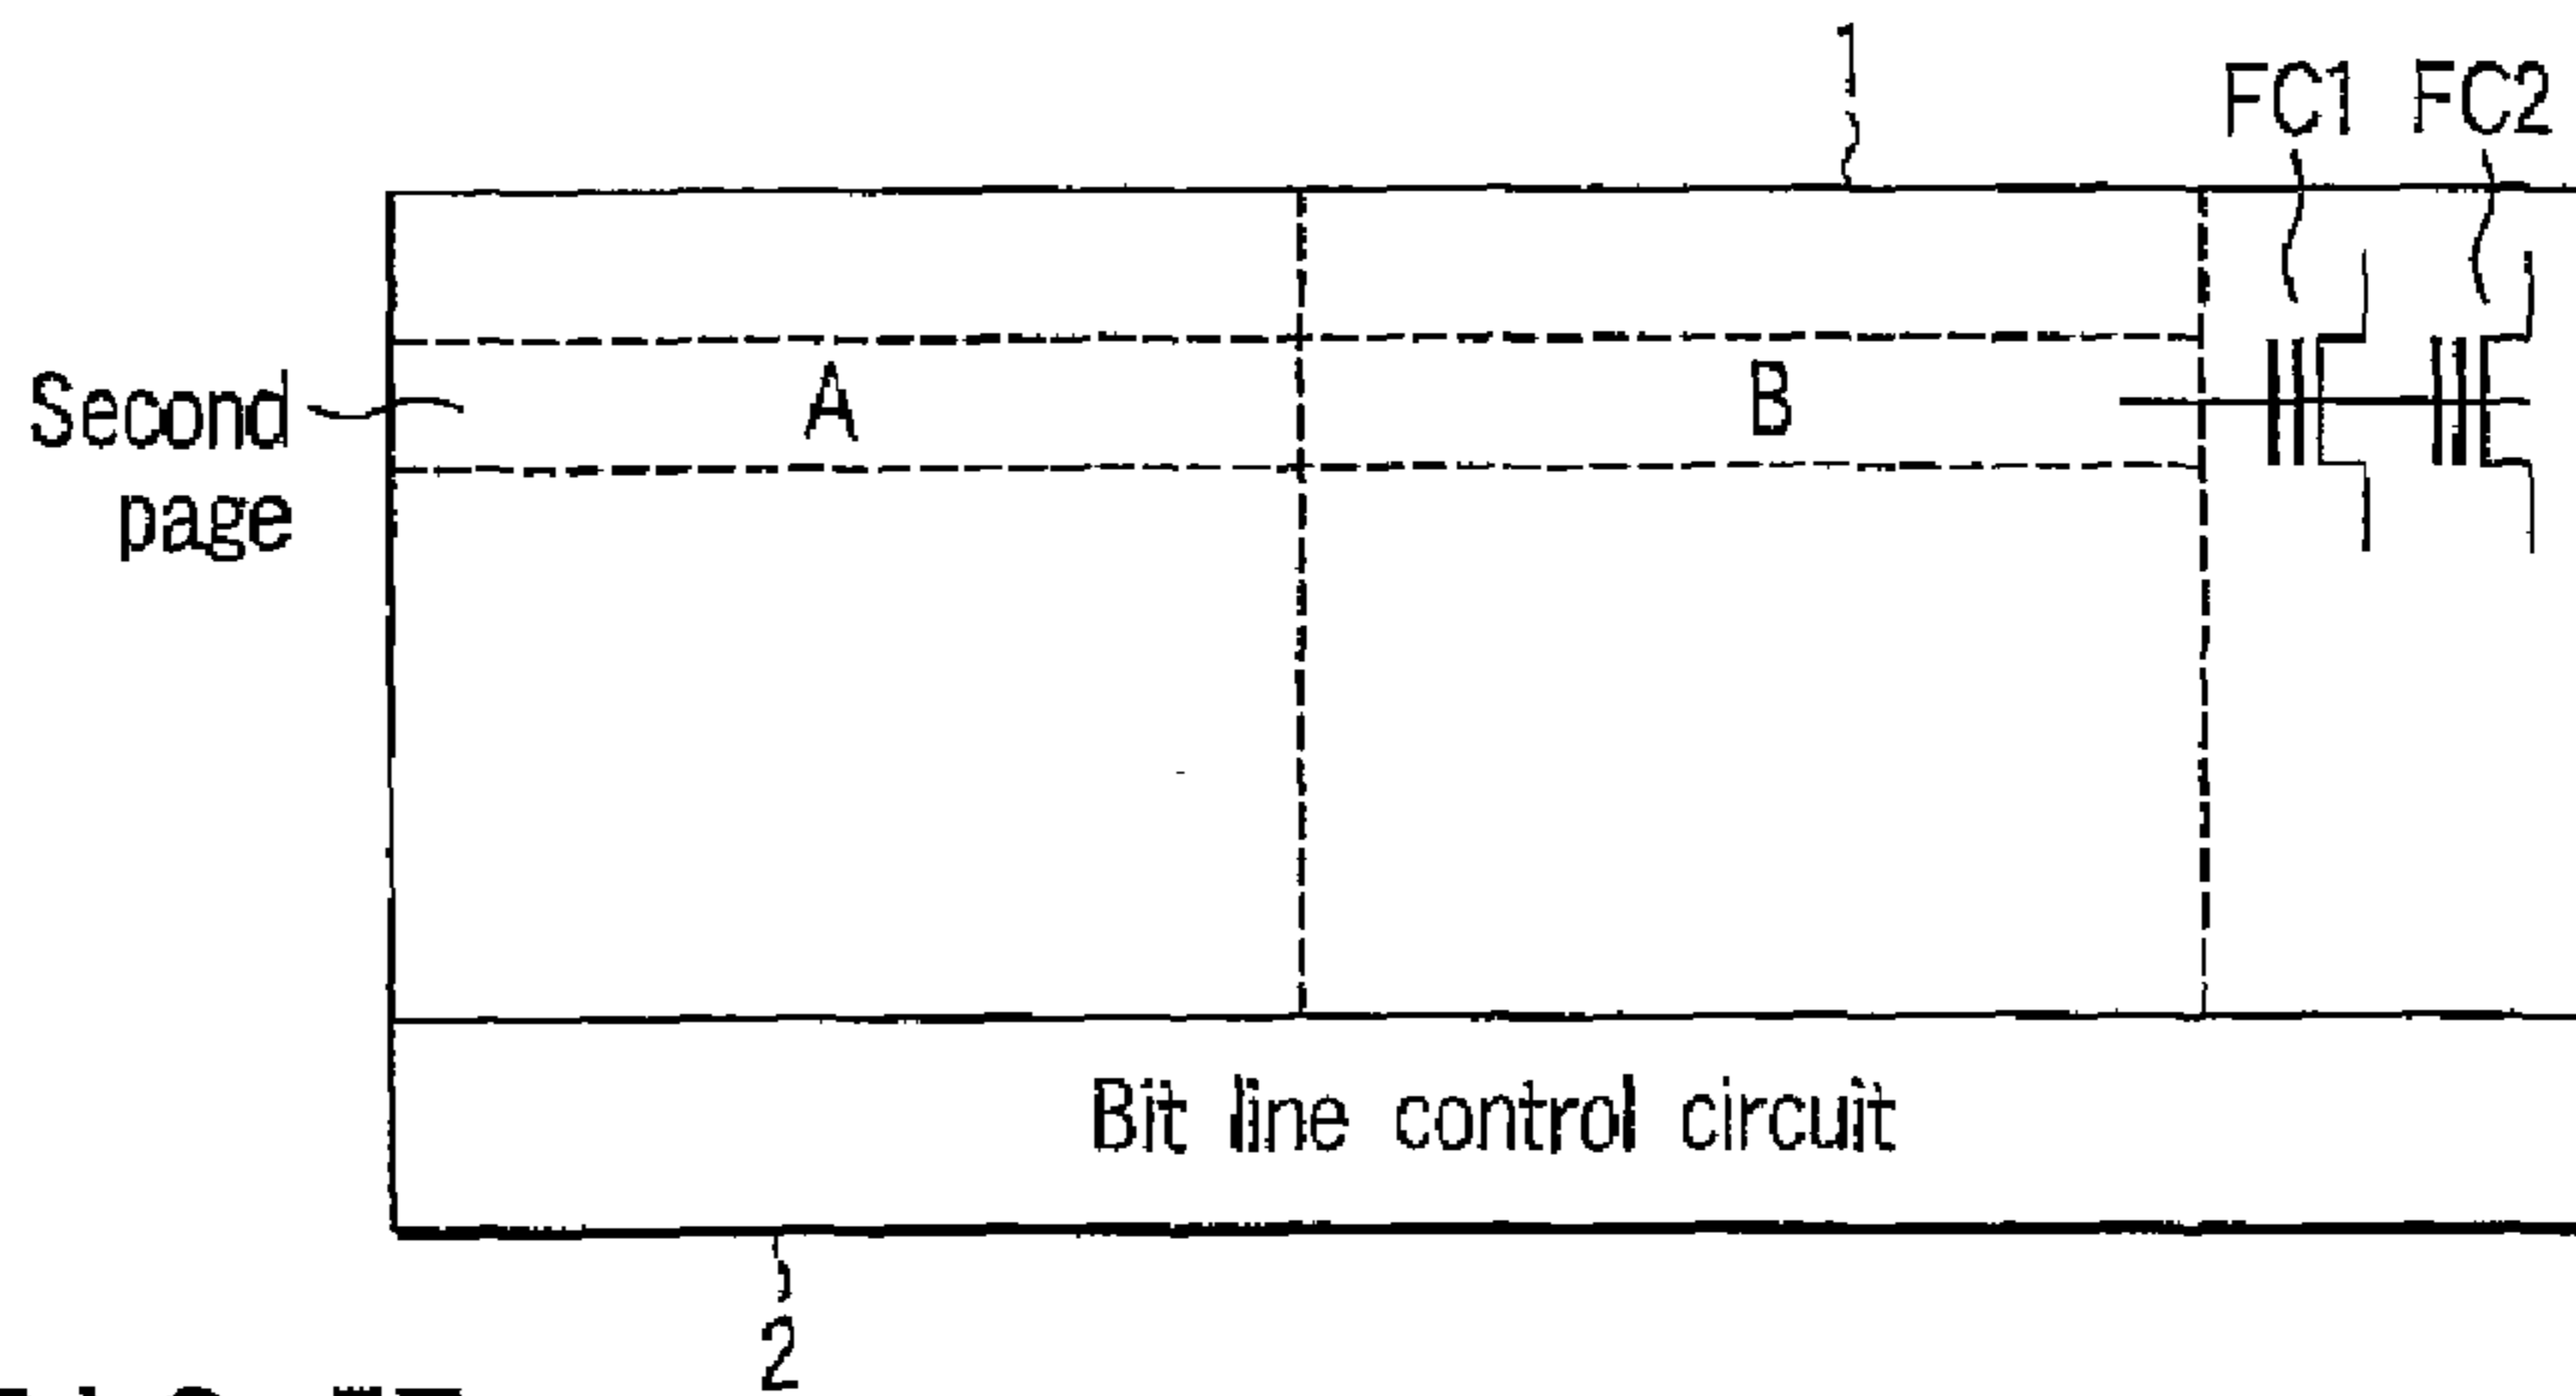 1
FC1 FC2
Second
page
A
B
Bit line control circuit
2